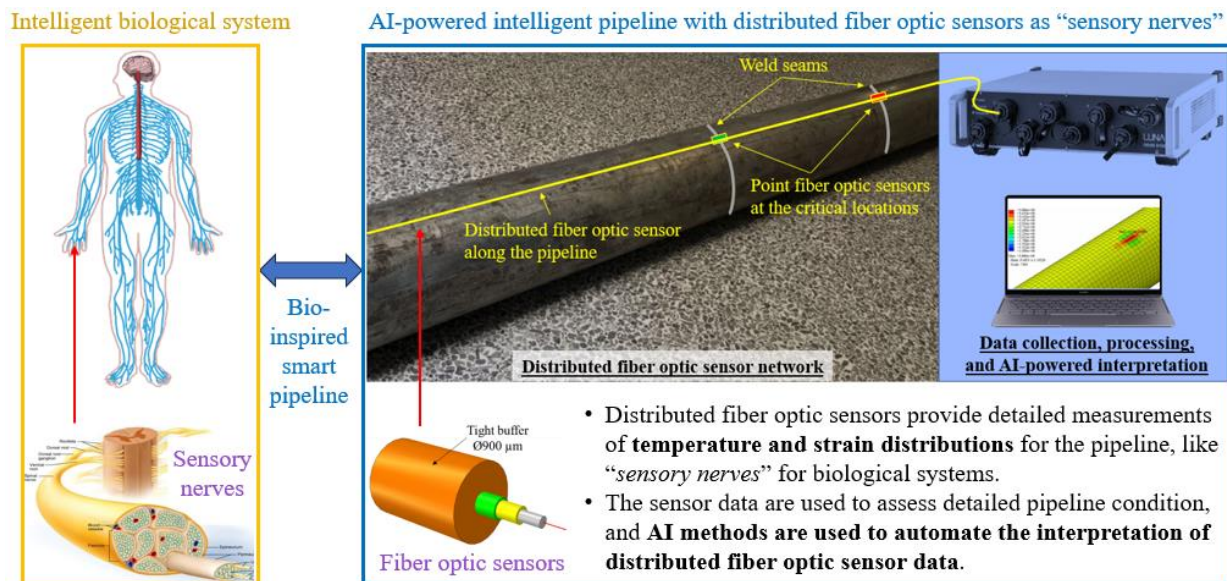 Intelligent biological system
AI-powered intelligent pipeline with distributed fiber optic sensors as “sensory nerves”
Weld seams
LUNA
Point fiber optic sensors
at the critical locations
Distributed fiber optic sensor
along the pipeline
Bio-
inspired
smart
pipeline
Distributed fiber optic sensor network
Data collection, processing,
and AI-powered interpretation
Sensory
nerves
Tight buffer
Ø900 µm
Fiber optic sensors
• Distributed fiber optic sensors provide detailed measurements
of temperature and strain distributions for the pipeline, like
“sensory nerves” for biological systems.
• The sensor data are used to assess detailed pipeline condition,
and AI methods are used to automate the interpretation of
distributed fiber optic sensor data.